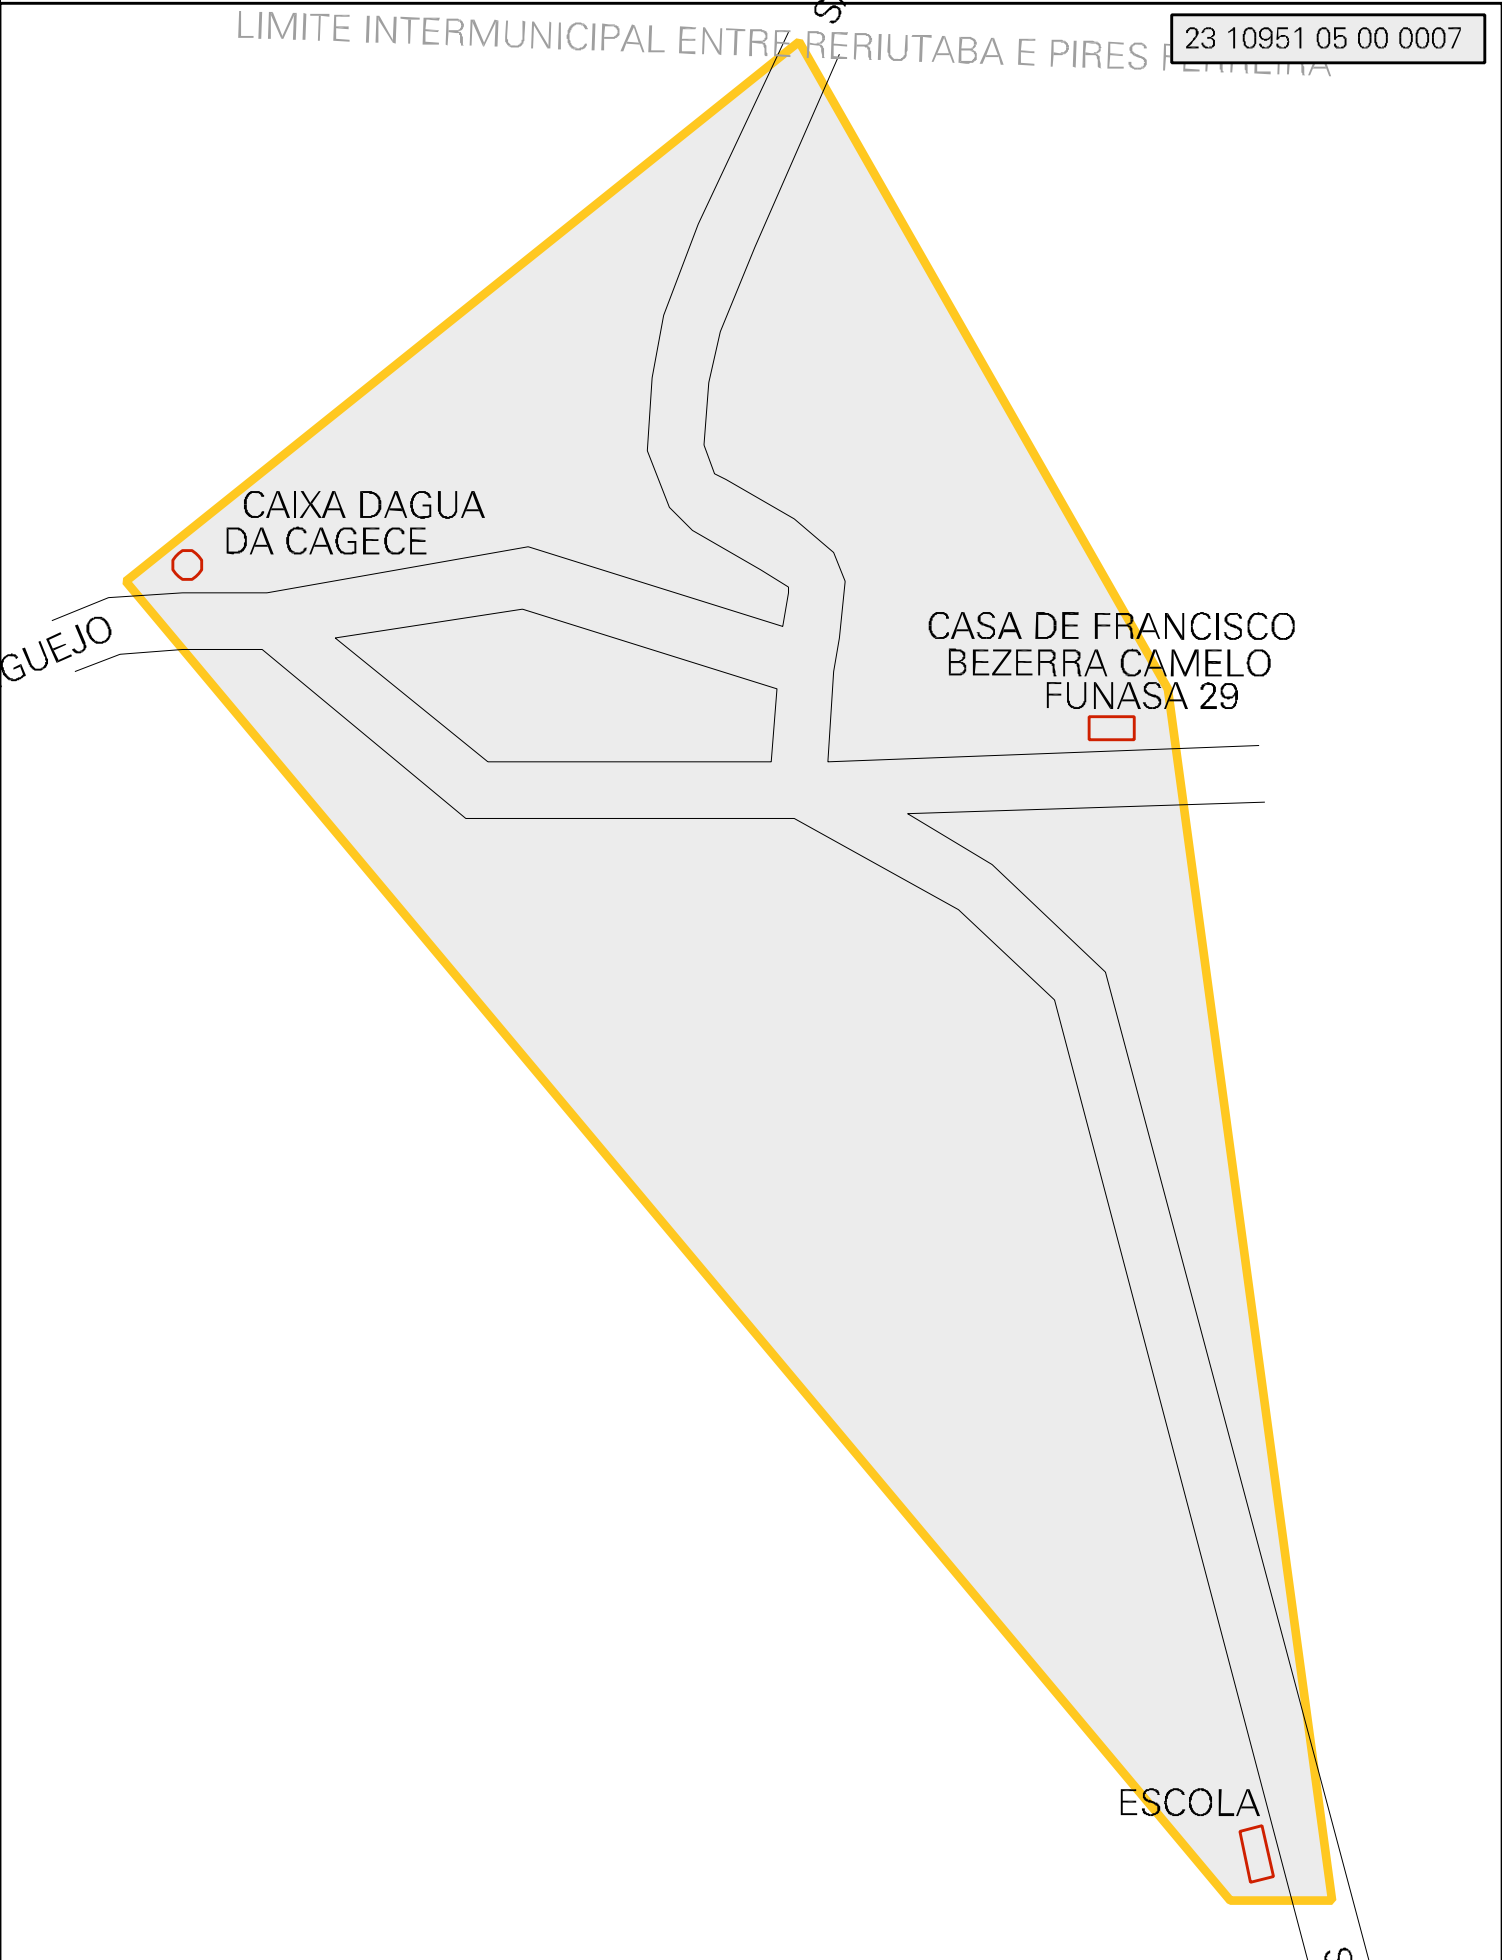 LIMITE INTERMUNICIPAL ENTRE RERIUTABA E PIRES FERREIRA
23 10951 05 00 0007
CAIXA DAGUA
DA CAGECE
GUEJO
CASA DE FRANCISCO
BEZERRA CAMELO
FUNASA 29
ESCOLA